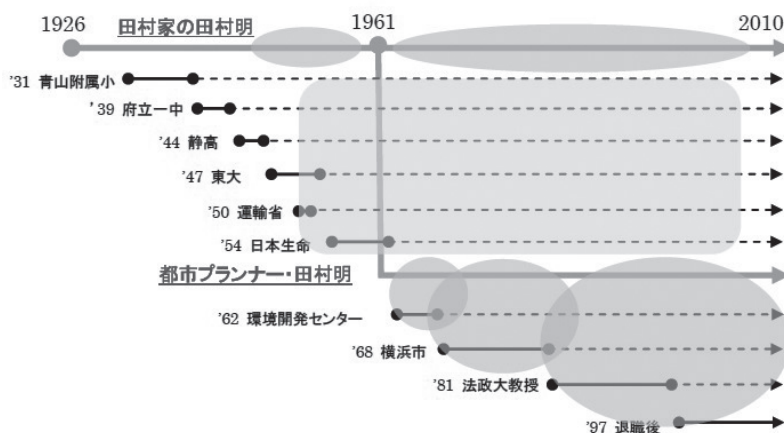 1926
田村家の田村明
1961
2010
'31 青山附属小
'39 府立一中
'44 静高
'47 東大
'50 運輸省
'54 日本生命
都市プランナー・田村明
'62 環境開発センター
'68 横浜市
'81 法政大教授
'97 退職後